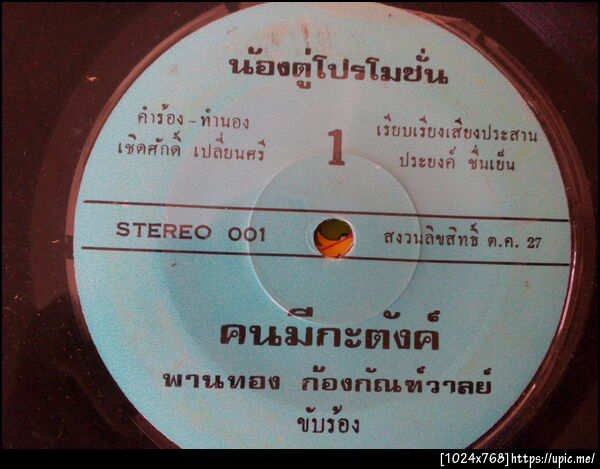 น้องตู่โปรโมชั่น
คำร้อง - ทำนอง
เชิดศักดิ์ เปลี่ยนศรี
1
เรียบเรียงเสียงประสาน
ประยงค์ ชื่นเย็น
STEREO 001
สงวนลิขสิทธิ์ ต.ค. 27
คนมีกะตังค์
พานทอง ก้องกัณฑ์วาลย์
ขับร้อง
[1024x768]https://upic.me/